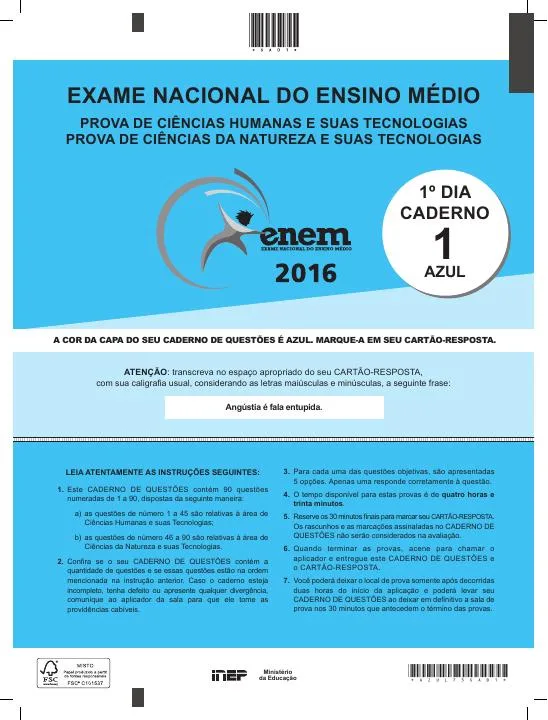 *SA01*
EXAME NACIONAL DO ENSINO MÉDIO
PROVA DE CIÊNCIAS HUMANAS E SUAS TECNOLOGIAS
PROVA DE CIÊNCIAS DA NATUREZA E SUAS TECNOLOGIAS
enem
EXAME NACIONAL DO ENSINO MÉDIO
2016
1º DIA
CADERNO
1
AZUL
A COR DA CAPA DO SEU CADERNO DE QUESTÕES É AZUL. MARQUE-A EM SEU CARTÃO-RESPOSTA.
ATENÇÃO: transcreva no espaço apropriado do seu CARTÃO-RESPOSTA,
com sua caligrafia usual, considerando as letras maiúsculas e minúsculas, a seguinte frase:
Angústia é fala entupida.
LEIA ATENTAMENTE AS INSTRUÇÕES SEGUINTES:
1. Este CADERNO DE QUESTÕES contém 90 questões
numeradas de 1 a 90, dispostas da seguinte maneira:
a) as questões de número 1 a 45 são relativas à área de
Ciências Humanas e suas Tecnologias;
b) as questões de número 46 a 90 são relativas à área de
Ciências da Natureza e suas Tecnologias.
2. Confira se o seu CADERNO DE QUESTÕES contém a
quantidade de questões e se essas questões estão na ordem
mencionada na instrução anterior. Caso o caderno esteja
incompleto, tenha defeito ou apresente qualquer divergência,
comunique ao aplicador da sala para que ele tome as
providências cabíveis.
3. Para cada uma das questões objetivas, são apresentadas
5 opções. Apenas uma responde corretamente à questão.
4. O tempo disponível para estas provas é de quatro horas e
trinta minutos.
5. Reserve os 30 minutos finais para marcar seu CARTÃO-RESPOSTA.
Os rascunhos e as marcações assinaladas no CADERNO DE
QUESTÕES não serão considerados na avaliação.
6. Quando terminar as provas, acene para chamar o
aplicador e entregue este CADERNO DE QUESTÕES e
o CARTÃO-RESPOSTA.
7. Você poderá deixar o local de prova somente após decorridas
duas horas do início da aplicação e poderá levar seu
CADERNO DE QUESTÕES ao deixar em definitivo a sala de
prova nos 30 minutos que antecedem o término das provas.
FSC
MISTO
Papel produzido a partir
de fontes responsáveis
FSC® C101537
INEP
Ministério
da Educação
*AZUL75SAB1*